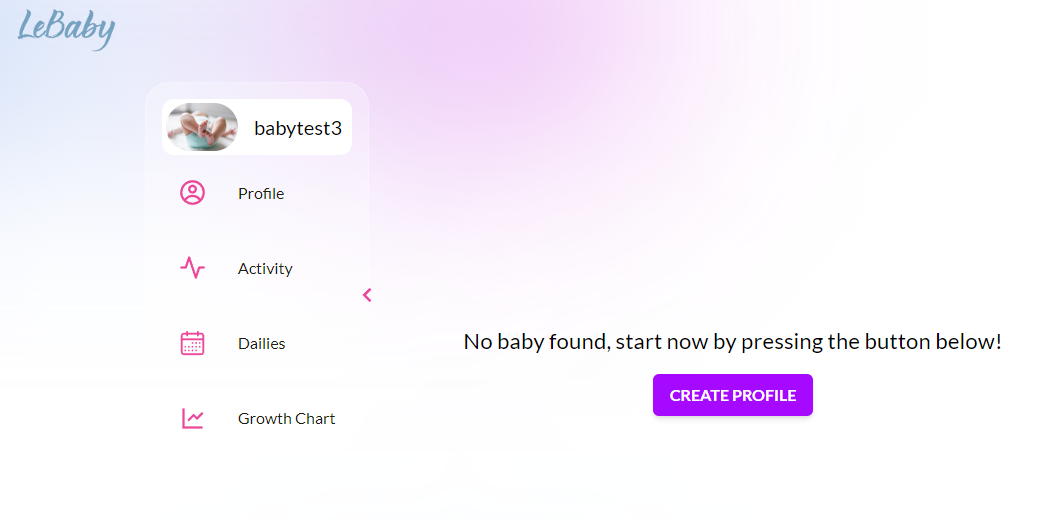 LeBaby
babytest3
Profile
Activity
Dailies
Growth Chart
No baby found, start now by pressing the button below!
CREATE PROFILE